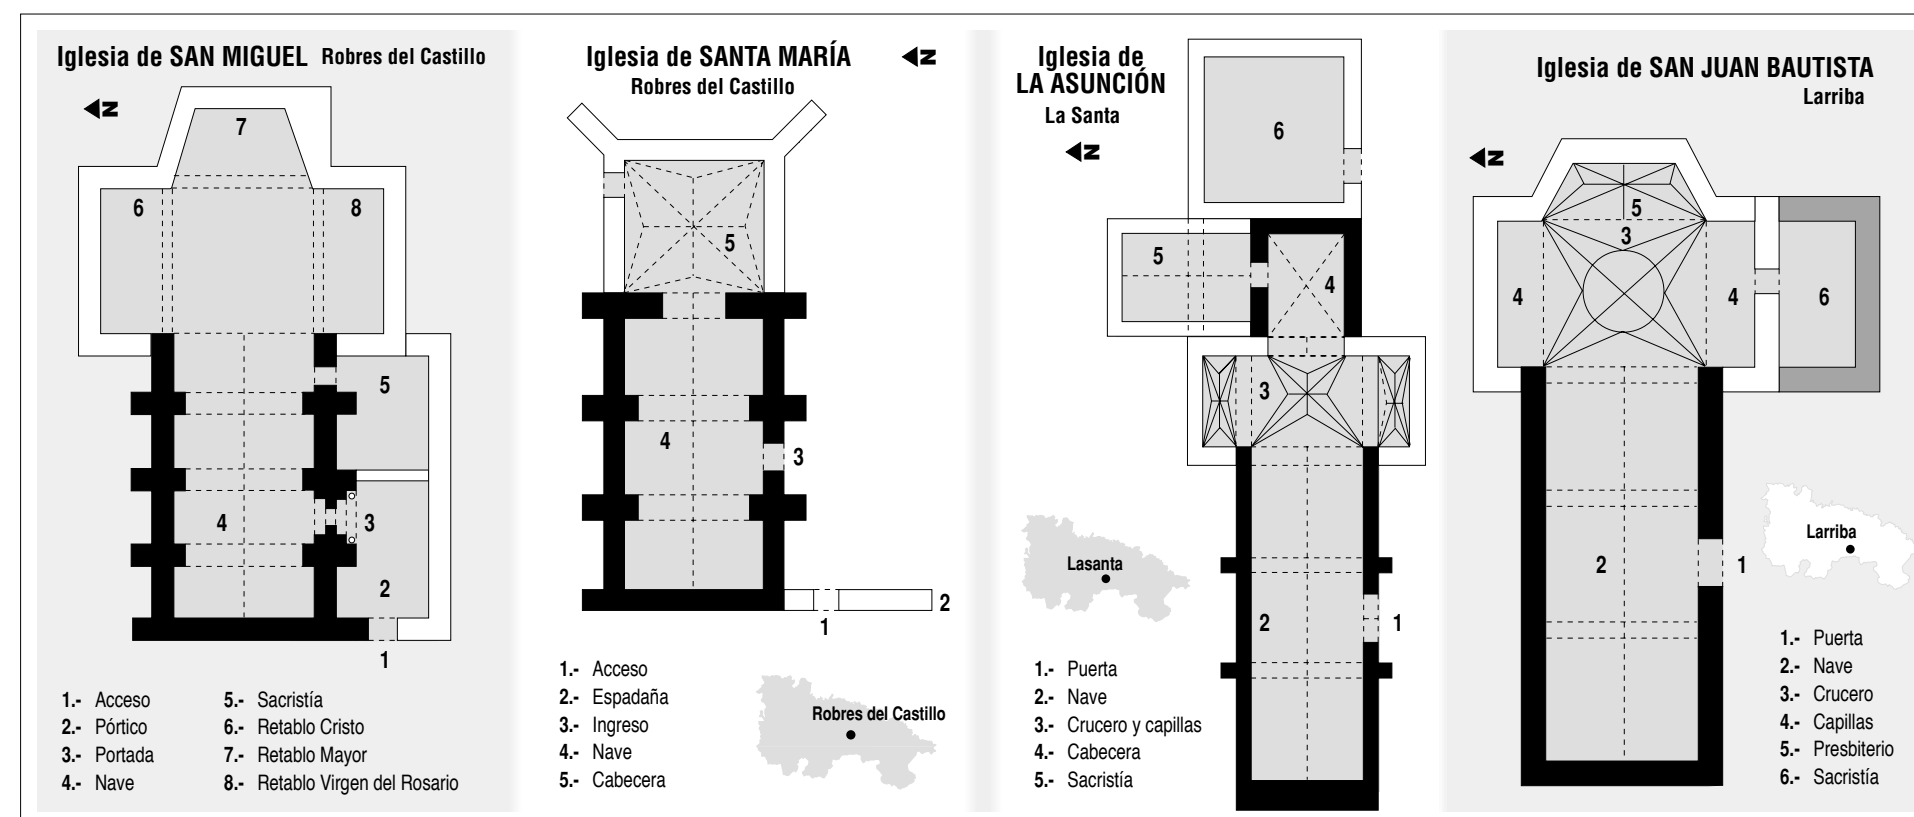 Iglesia de SAN MIGUEL Robres del Castillo
N
7
6
8
5
4
3
2
1
1.- Acceso
2.- Pórtico
3.- Portada
4.- Nave
5.- Sacristía
6.- Retablo Cristo
7.- Retablo Mayor
8.- Retablo Virgen del Rosario
Iglesia de SANTA MARÍA
Robres del Castillo
N
5
4
3
2
1
1.- Acceso
2.- Espadaña
3.- Ingreso
4.- Nave
5.- Cabecera
Robres del Castillo
Iglesia de
LA ASUNCIÓN
La Santa
N
6
5
4
3
2
1
Lasanta
1.- Puerta
2.- Nave
3.- Crucero y capillas
4.- Cabecera
5.- Sacristía
Iglesia de SAN JUAN BAUTISTA
Larriba
N
5
3
4
4
6
2
1
Larriba
1.- Puerta
2.- Nave
3.- Crucero
4.- Capillas
5.- Presbiterio
6.- Sacristía